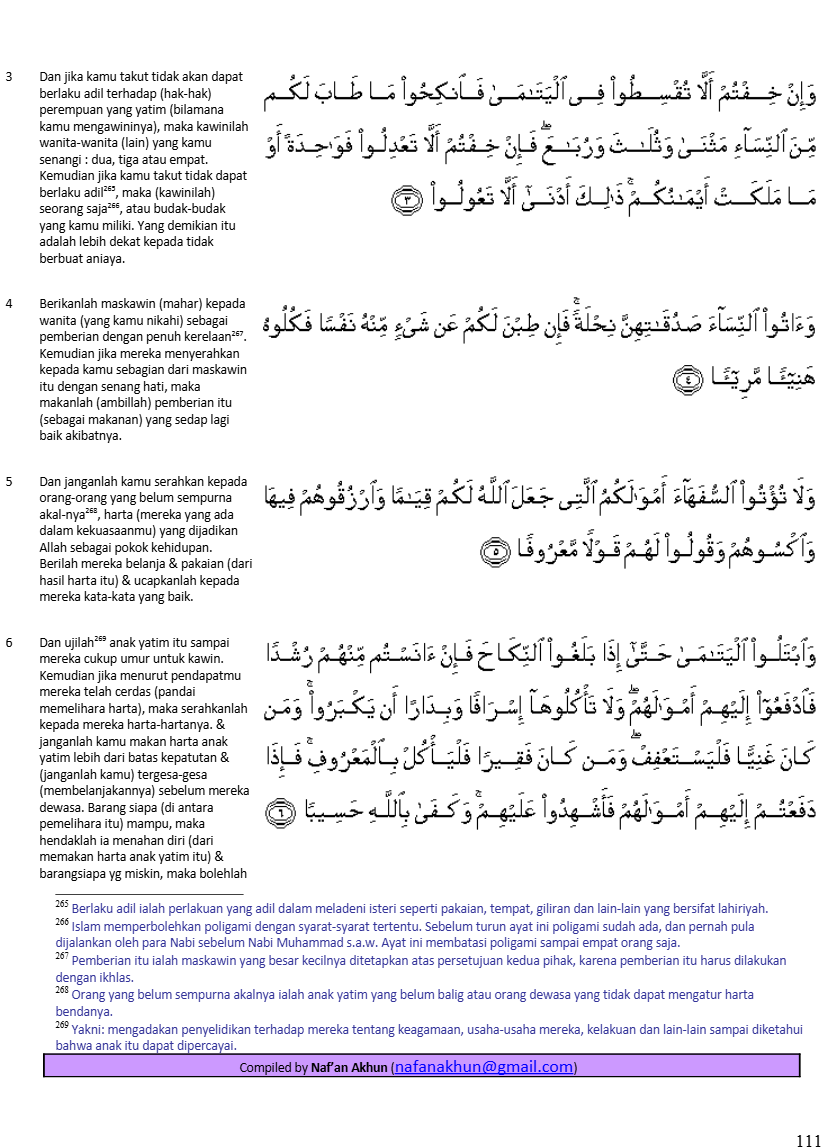 3 Dan jika kamu takut tidak akan dapat
berlaku adil terhadap (hak-hak)
perempuan yang yatim (bilamana
kamu mengawininya), maka kawinilah
wanita-wanita (lain) yang kamu
senangi : dua, tiga atau empat.
Kemudian jika kamu takut tidak dapat
berlaku adil²⁶⁵, maka (kawinilah)
seorang saja²⁶⁶, atau budak-budak
yang kamu miliki. Yang demikian itu
adalah lebih dekat kepada tidak
berbuat aniaya.
وَإِنْ خِفْتُمْ أَلَّا تُقْسِطُوا۟ فِى ٱلْيَتَـٰمَىٰ فَٱنكِحُوا۟ مَا طَابَ لَكُم
مِّنَ ٱلنِّسَآءِ مَثْنَىٰ وَثُلَـٰثَ وَرُبَـٰعَ ۖ فَإِنْ خِفْتُمْ أَلَّا تَعْدِلُوا۟ فَوَٰحِدَةً أَوْ
مَا مَلَكَتْ أَيْمَـٰنُكُمْ ۚ ذَٰلِكَ أَدْنَىٰٓ أَلَّا تَعُولُوا۟ ﴿٣﴾
4 Berikanlah maskawin (mahar) kepada
wanita (yang kamu nikahi) sebagai
pemberian dengan penuh kerelaan²⁶⁷.
Kemudian jika mereka menyerahkan
kepada kamu sebagian dari maskawin
itu dengan senang hati, maka
makanlah (ambillah) pemberian itu
(sebagai makanan) yang sedap lagi
baik akibatnya.
وَءَاتُوا۟ ٱلنِّسَآءَ صَدُقَـٰتِهِنَّ نِحْلَةً ۚ فَإِن طِبْنَ لَكُمْ عَن شَىْءٍ مِّنْهُ نَفْسًا فَكُلُوهُ
هَنِيٓـًٔا مَّرِيٓـًٔا ﴿٤﴾
5 Dan janganlah kamu serahkan kepada
orang-orang yang belum sempurna
akal-nya²⁶⁸, harta (mereka yang ada
dalam kekuasaanmu) yang dijadikan
Allah sebagai pokok kehidupan.
Berilah mereka belanja & pakaian (dari
hasil harta itu) & ucapkanlah kepada
mereka kata-kata yang baik.
وَلَا تُؤْتُوا۟ ٱلسُّفَهَآءَ أَمْوَٰلَكُمُ ٱلَّتِى جَعَلَ ٱللَّهُ لَكُمْ قِيَـٰمًا وَٱرْزُقُوهُمْ فِيهَا
وَٱكْسُوهُمْ وَقُولُوا۟ لَهُمْ قَوْلًا مَّعْرُوفًا ﴿٥﴾
6 Dan ujilah²⁶⁹ anak yatim itu sampai
mereka cukup umur untuk kawin.
Kemudian jika menurut pendapatmu
mereka telah cerdas (pandai
memelihara harta), maka serahkanlah
kepada mereka harta-hartanya. &
janganlah kamu makan harta anak
yatim lebih dari batas kepatutan &
(janganlah kamu) tergesa-gesa
(membelanjakannya) sebelum mereka
dewasa. Barang siapa (di antara
pemelihara itu) mampu, maka
hendaklah ia menahan diri (dari
memakan harta anak yatim itu) &
barangsiapa yg miskin, maka bolehlah
وَٱبْتَلُوا۟ ٱلْيَتَـٰمَىٰ حَتَّىٰٓ إِذَا بَلَغُوا۟ ٱلنِّكَاحَ فَإِنْ ءَانَسْتُم مِّنْهُمْ رُشْدًا
فَٱدْفَعُوٓا۟ إِلَيْهِمْ أَمْوَٰلَهُمْ ۖ وَلَا تَأْكُلُوهَآ إِسْرَافًا وَبِدَارًا أَن يَكْبَرُوا۟ ۚ وَمَن
كَانَ غَنِيًّا فَلْيَسْتَعْفِفْ ۖ وَمَن كَانَ فَقِيرًا فَلْيَأْكُلْ بِٱلْمَعْرُوفِ ۚ فَإِذَا
دَفَعْتُمْ إِلَيْهِمْ أَمْوَٰلَهُمْ فَأَشْهِدُوا۟ عَلَيْهِمْ ۚ وَكَفَىٰ بِٱللَّهِ حَسِيبًا ﴿٦﴾
²⁶⁵ Berlaku adil ialah perlakuan yang adil dalam meladeni isteri seperti pakaian, tempat, giliran dan lain-lain yang bersifat lahiriyah.
²⁶⁶ Islam memperbolehkan poligami dengan syarat-syarat tertentu. Sebelum turun ayat ini poligami sudah ada, dan pernah pula
dijalankan oleh para Nabi sebelum Nabi Muhammad s.a.w. Ayat ini membatasi poligami sampai empat orang saja.
²⁶⁷ Pemberian itu ialah maskawin yang besar kecilnya ditetapkan atas persetujuan kedua pihak, karena pemberian itu harus dilakukan
dengan ikhlas.
²⁶⁸ Orang yang belum sempurna akalnya ialah anak yatim yang belum balig atau orang dewasa yang tidak dapat mengatur harta
bendanya.
²⁶⁹ Yakni: mengadakan penyelidikan terhadap mereka tentang keagamaan, usaha-usaha mereka, kelakuan dan lain-lain sampai diketahui
bahwa anak itu dapat dipercayai.
Compiled by Naf’an Akhun (nafanakhun@gmail.com)
111